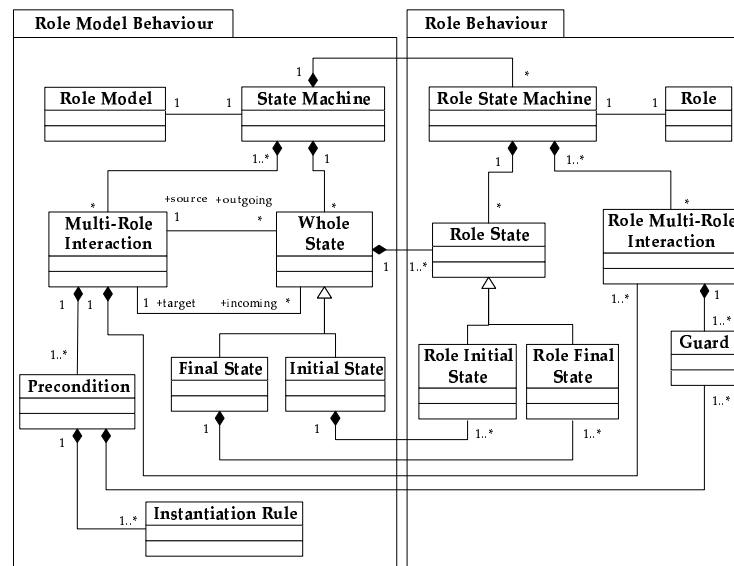 Role Model Behaviour
Role Behaviour
1
*
Role Model
1
1
State Machine
Role State Machine
1
1
Role
1..*
1
1
1..*
*
+source
+outgoing
*
*
*
Multi-Role
Interaction
1
*
Whole
State
Role State
Role Multi-Role
Interaction
1
1..*
1
1
1
+target
+incoming
*
1..*
1
1..*
1..*
Final State
Initial State
Role Initial
State
Role Final
State
Guard
Precondition
1
1
1..*
1..*
1..*
1
1..*
Instantiation Rule